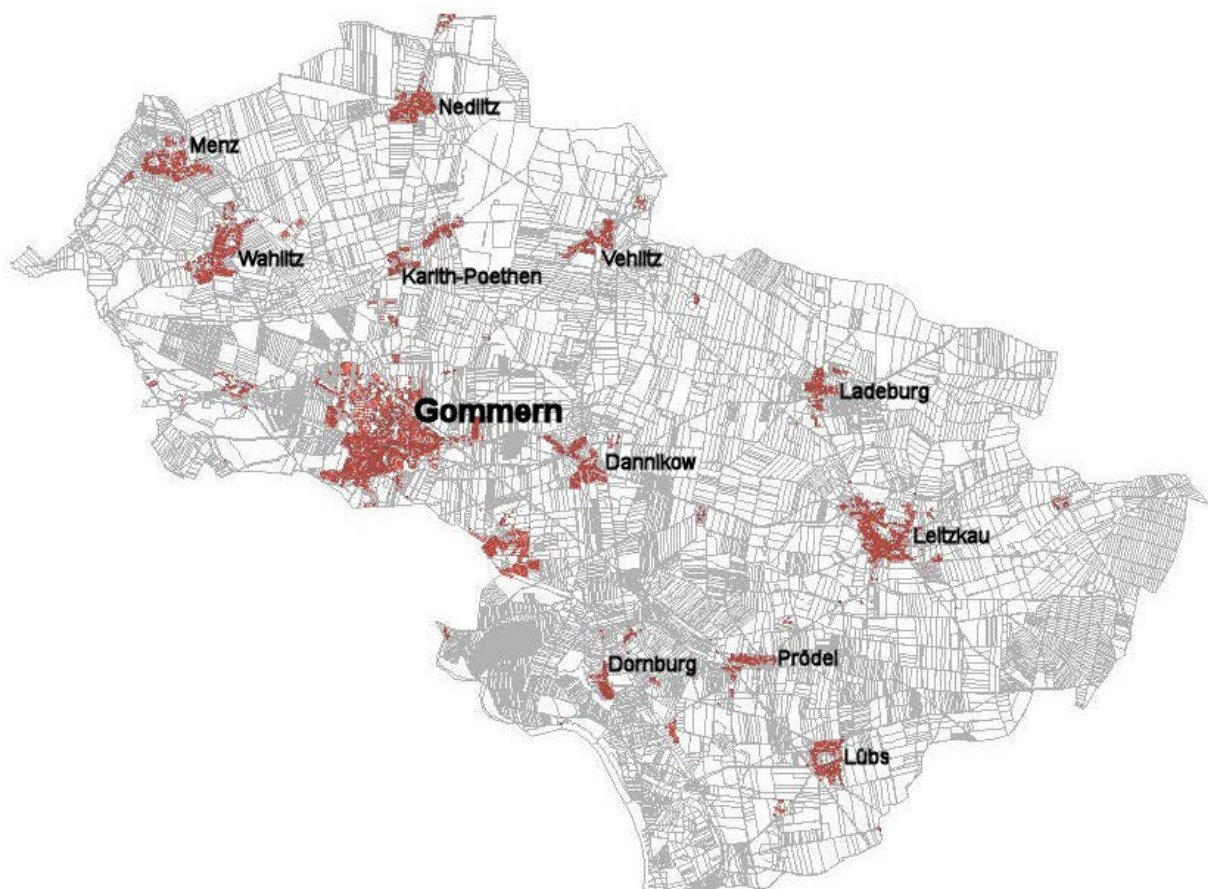 Nedlitz
Menz
Wahlitz
Karith-Poethen
Vehlitz
Ladeburg
Gommern
Dannikow
Leitzkau
Dornburg
Prödel
Lübs